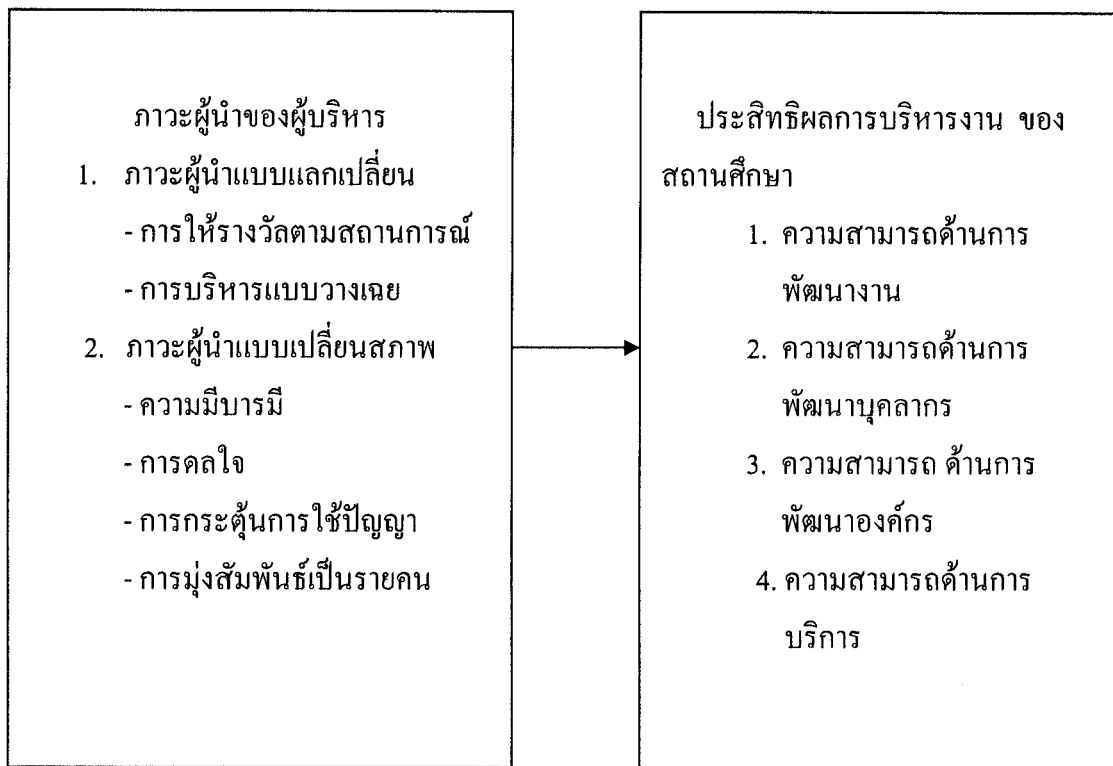 ภาวะผู้นำของผู้บริหาร
1. ภาวะผู้นำแบบแลกเปลี่ยน
- การให้รางวัลตามสถานการณ์
- การบริหารแบบวางเฉย
2. ภาวะผู้นำแบบเปลี่ยนสภาพ
- ความมีบารมี
- การดลใจ
- การกระตุ้นการใช้ปัญญา
- การมุ่งสัมพันธ์เป็นรายคน
ประสิทธิผลการบริหารงาน ของ
สถานศึกษา
1. ความสามารถด้านการ
พัฒนางาน
2. ความสามารถด้านการ
พัฒนาบุคลากร
3. ความสามารถ ด้านการ
พัฒนาองค์กร
4. ความสามารถด้านการ
บริการ